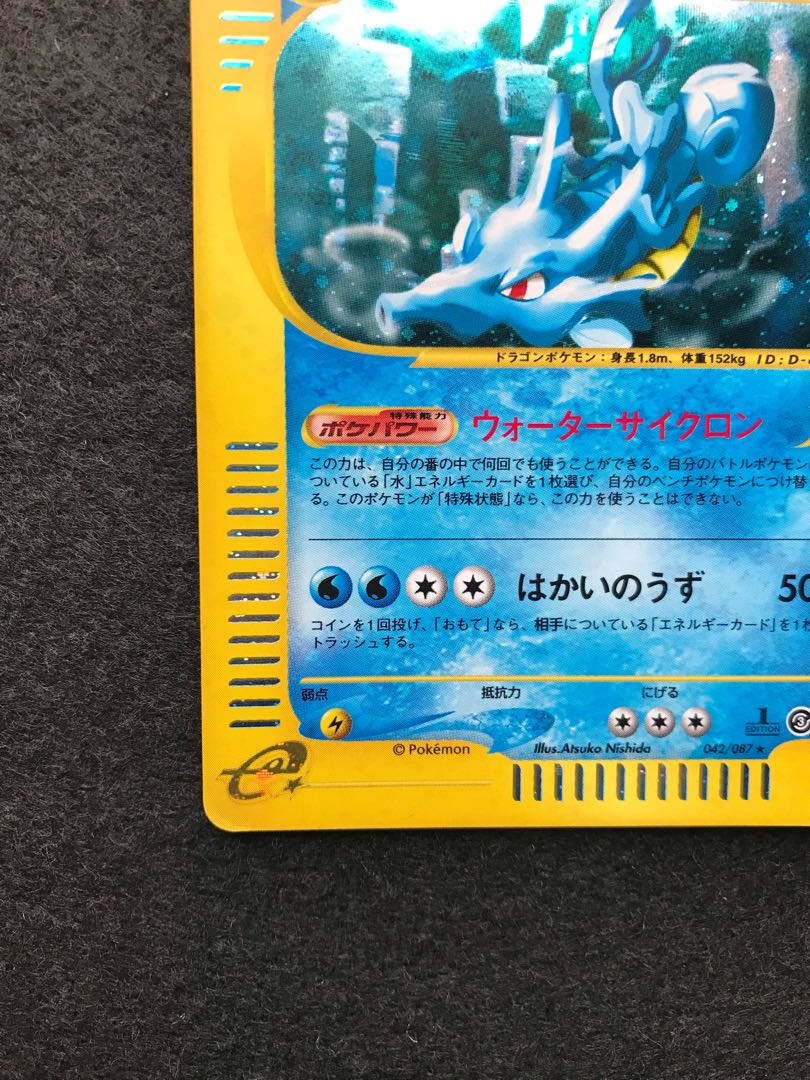 ドラゴンポケモン：身長1.8m、体重152kg ID:D-
特殊能力
ポケパワー ウォーターサイクロン
この力は、自分の番の中で何回でも使うことができる。自分のバトルポケモン
ついている「水」エネルギーカードを1枚選び、自分のベンチポケモンにつけ替
る。このポケモンが「特殊状態」なら、この力を使うことはできない。
はかいのうず 50
コインを1回投げ、「おもて」なら、相手についている「エネルギーカード」を1枚
トラッシュする。
弱点 抵抗力 にげる
1 EDITION
© Pokémon Illus.Atsuko Nishida 042/087 ★
e